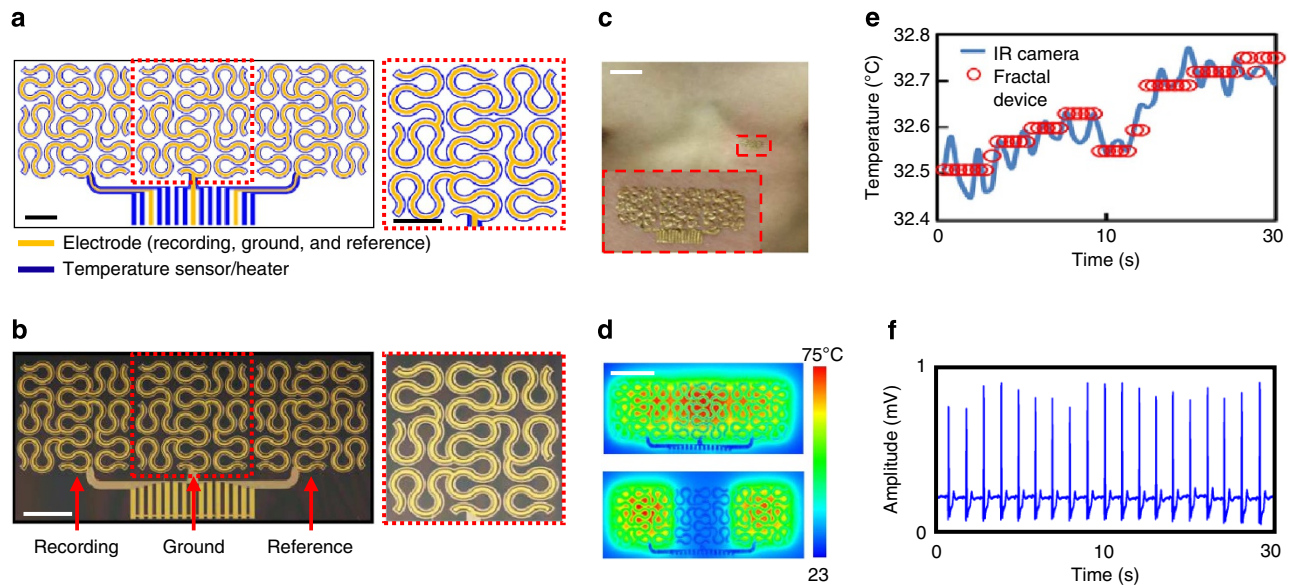 a
Electrode (recording, ground, and reference)
Temperature sensor/heater
b
Recording Ground Reference
c
d
75°C
23
e
Temperature (°C)
32.8
32.7
32.6
32.5
32.4
IR camera
Fractal
device
0 10 30
Time (s)
f
Amplitude (mV)
1
0
0 10 30
Time (s)